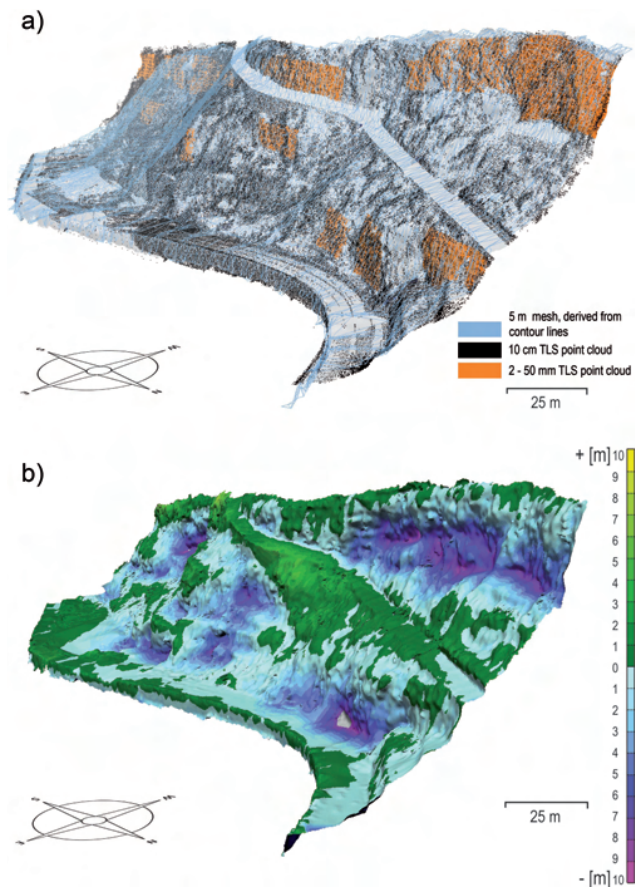 a)
5 m mesh, derived from
contour lines
10 cm TLS point cloud
2 - 50 mm TLS point cloud
25 m
b)
+ [m] 10
9
8
7
6
5
4
3
2
1
0
1
2
3
4
5
6
7
8
9
- [m] 10
25 m